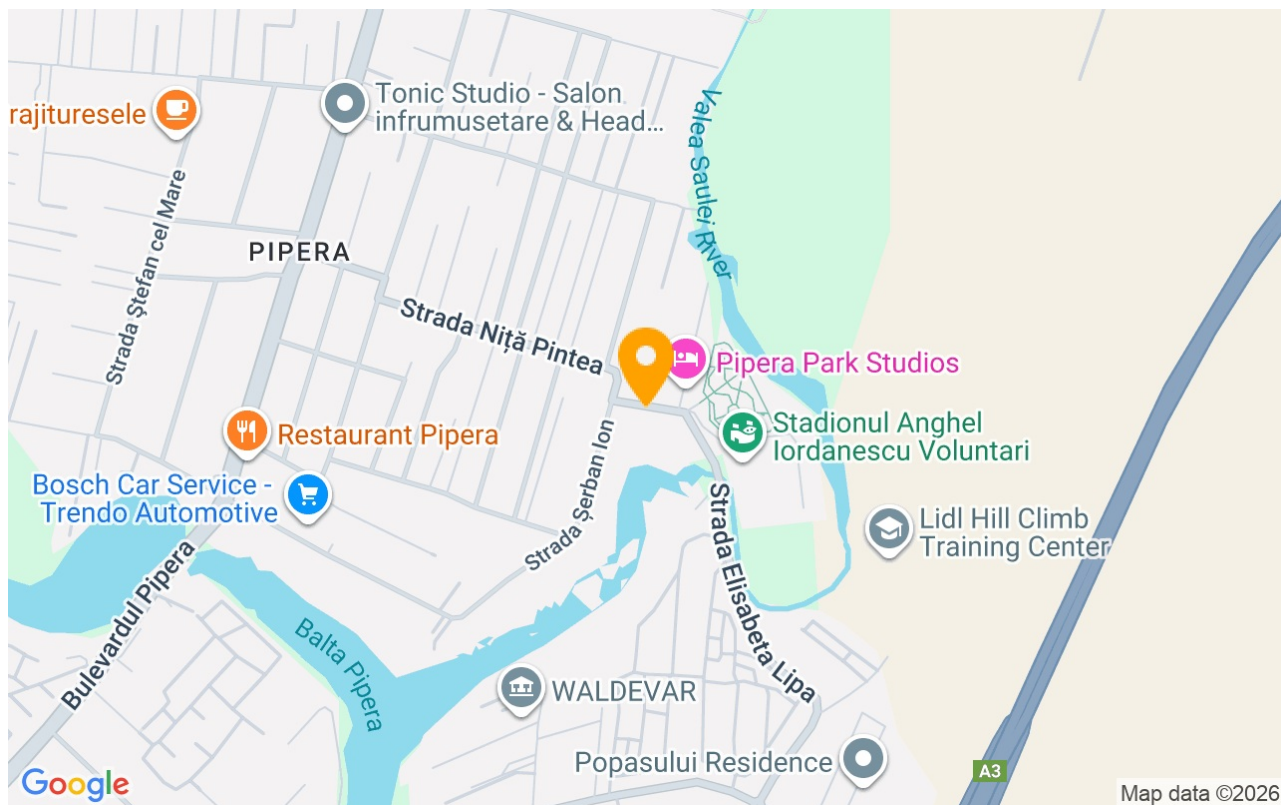 Tonic Studio - Salon
infrumusetare & Head...
rajituresele
Valea Saulei River
Strada Ștefan cel Mare
PIPERA
Strada Niță Pintea
Pipera Park Studios
Restaurant Pipera
Stadionul Anghel
Iordanescu Voluntari
Bosch Car Service -
Trendo Automotive
Strada Șerban Ion
Lidl Hill Climb
Training Center
Strada Elisabeta Lipa
Bulevardul Pipera
Balta Pipera
WALDEVAR
Popasului Residence
A3
Google
Map data ©2026